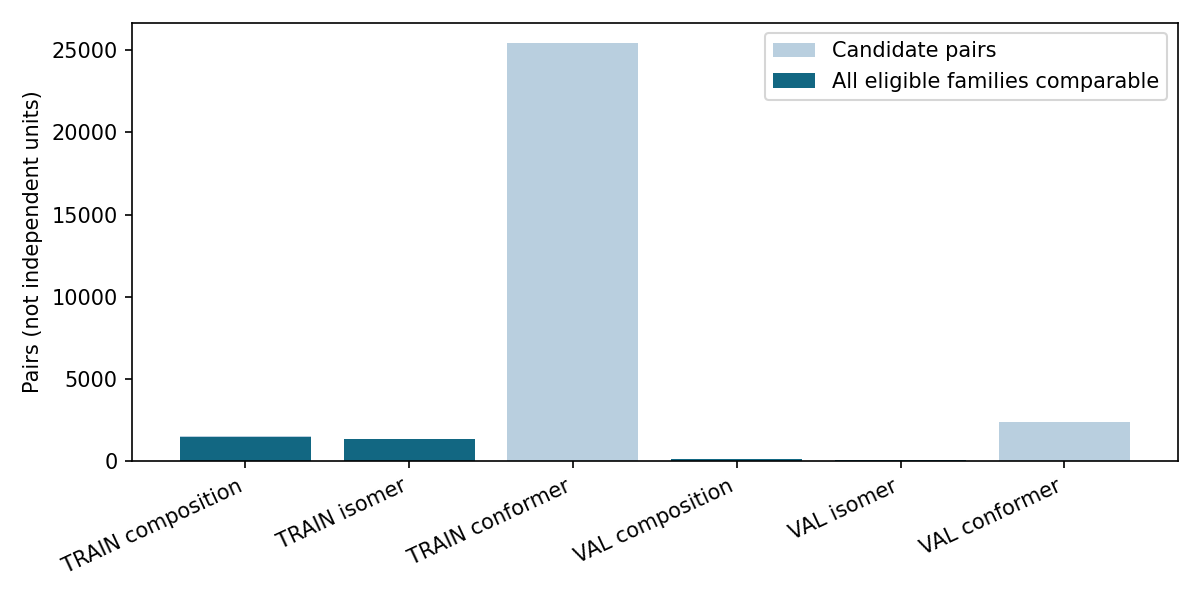 Pairs (not independent units)
25000
20000
15000
10000
5000
0
Candidate pairs
All eligible families comparable
TRAIN composition
TRAIN isomer
TRAIN conformer
VAL composition
VAL isomer
VAL conformer